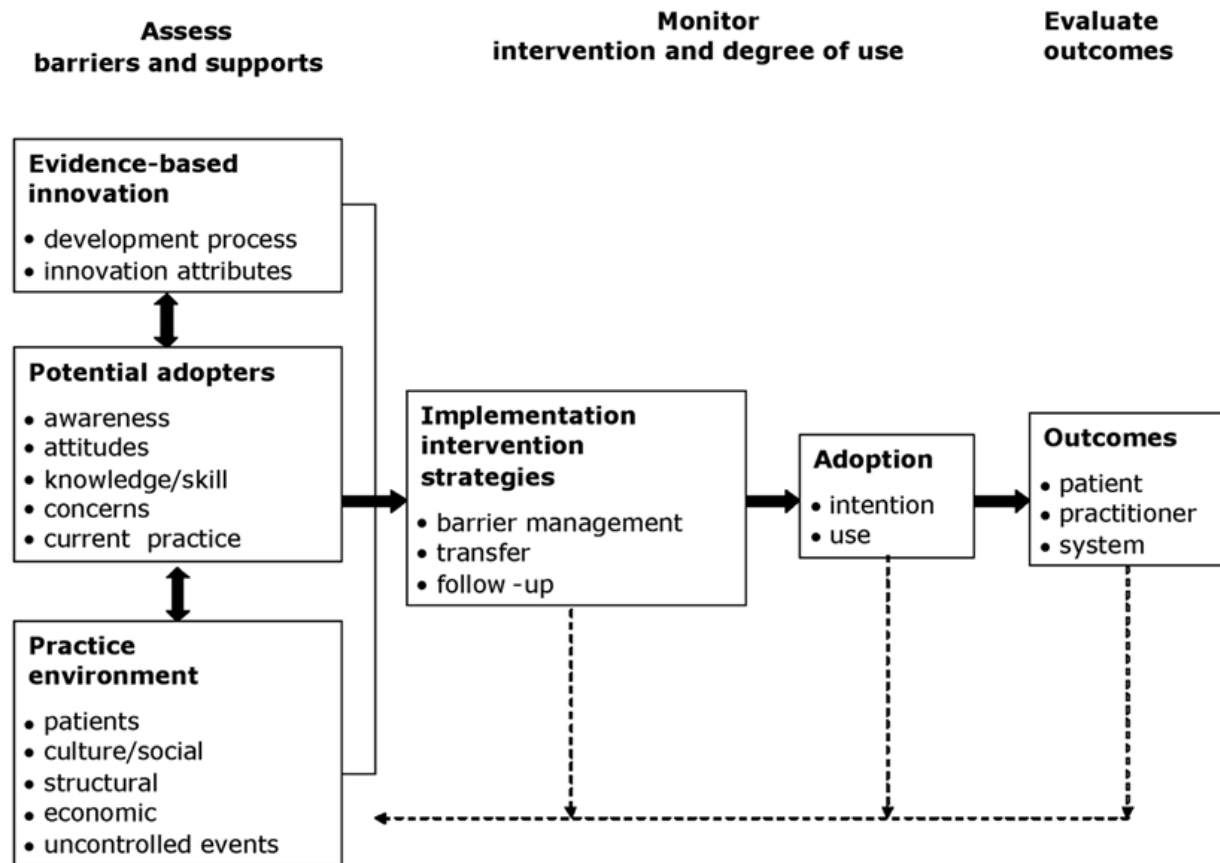 Assess
barriers and supports
Monitor
intervention and degree of use
Evaluate
outcomes
Evidence-based
innovation
• development process
• innovation attributes
Potential adopters
• awareness
• attitudes
• knowledge/skill
• concerns
• current practice
Practice
environment
• patients
• culture/social
• structural
• economic
• uncontrolled events
Implementation
intervention
strategies
• barrier management
• transfer
• follow -up
Adoption
• intention
• use
Outcomes
• patient
• practitioner
• system